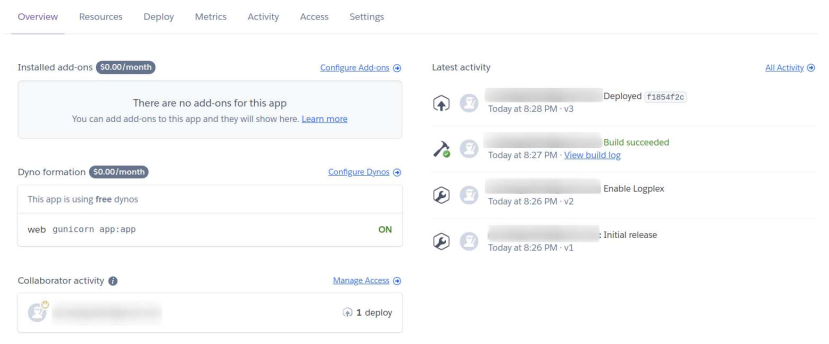 Overview Resources Deploy Metrics Activity Access Settings
Installed add-ons $0.00/month Configure Add-ons
There are no add-ons for this app
You can add add-ons to this app and they will show here. Learn more
Dyno formation $0.00/month Configure Dynos
This app is using free dynos
web gunicorn app:app ON
Collaborator activity Manage Access
1 deploy
Latest activity All Activity
Deployed f1854f2c
Today at 8:28 PM · v3
Build succeeded
Today at 8:27 PM · View build log
Enable Logplex
Today at 8:26 PM · v2
: Initial release
Today at 8:26 PM · v1